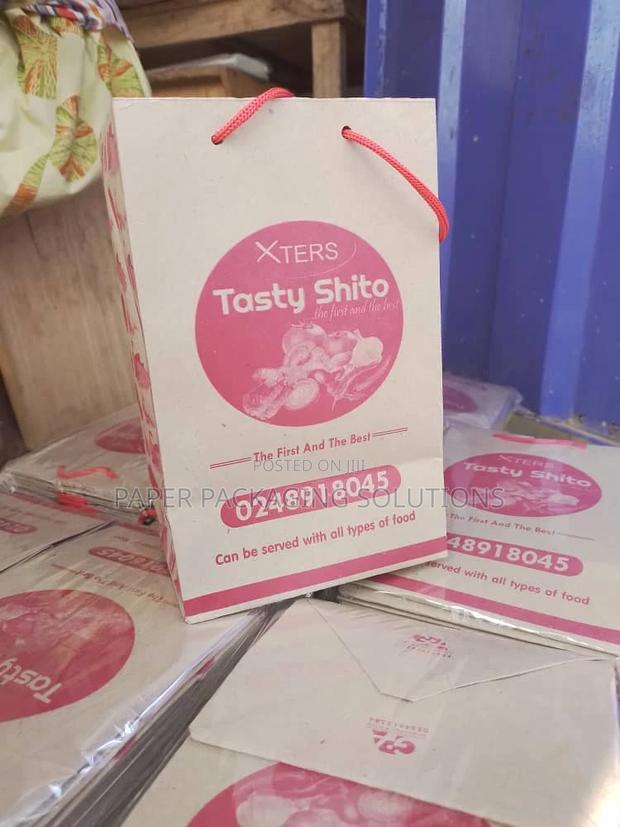 XTERS
Tasty Shito
the first and the best
The First And The Best
0248918045
Can be served with all types of food
POSTED ON JIJI
PAPER PACKAGING SOLUTIONS
XTERS
Tasty Shito
The First And The Best
48918045
erved with all types of food
Tasty